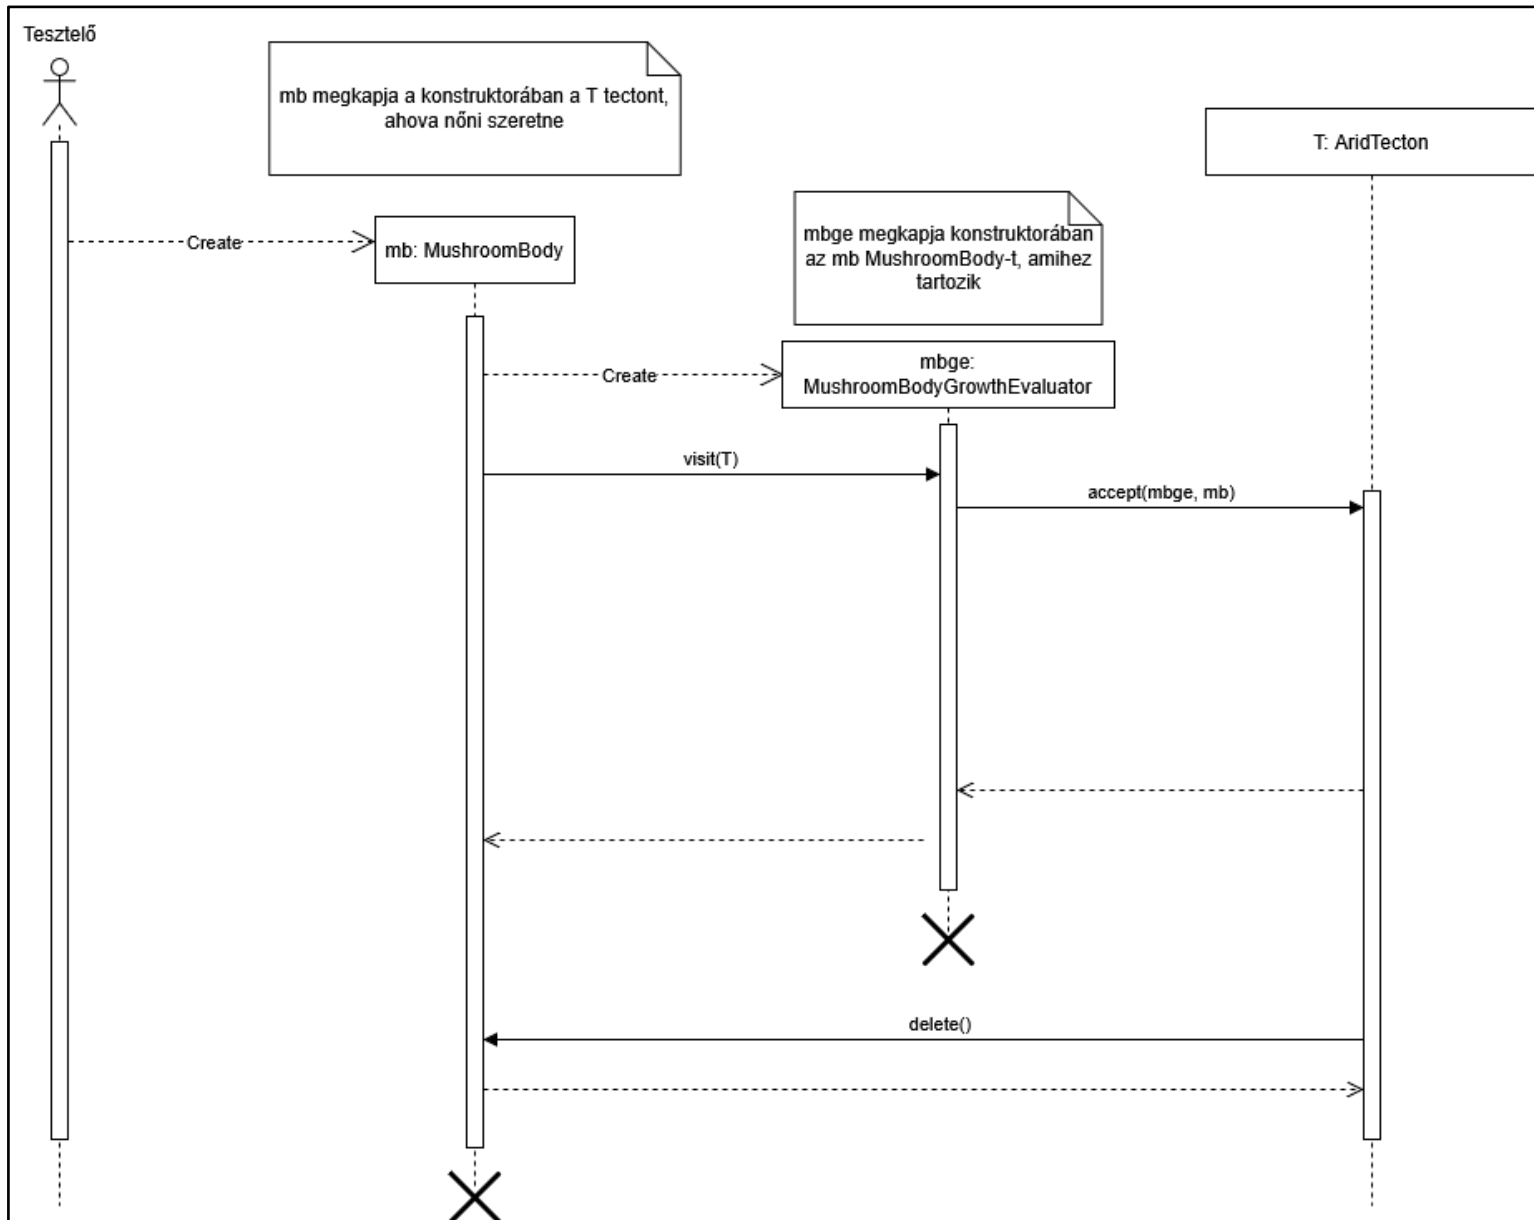 Tesztelő
mb megkapja a konstruktorában a T tectont,
ahova nőni szeretne
T: AridTecton
mbge megkapja konstruktorában
az mb MushroomBody-t, amihez
tartozik
Create
mb: MushroomBody
mbge:
MushroomBodyGrowthEvaluator
Create
visit(T)
accept(mbge, mb)
delete()